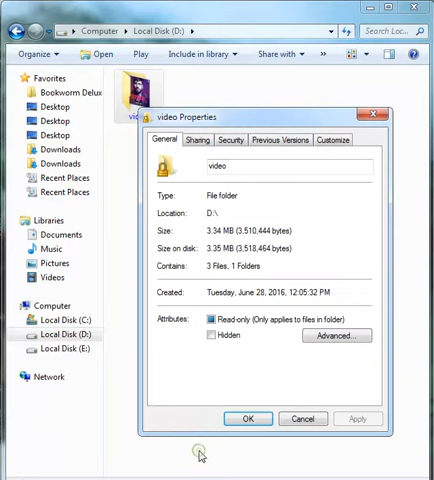 Computer ▸ Local Disk (D:) ▸
Search Loc...
Organize Open Play Include in library Share with »
Favorites
Bookworm Delux
Desktop
Desktop
Desktop
Downloads
Downloads
Recent Places
Recent Places
Libraries
Documents
Music
Pictures
Videos
Computer
Local Disk (C:)
Local Disk (D:)
Local Disk (E:)
Network
video Properties
General Sharing Security Previous Versions Customize
video
Type: File folder
Location: D:\
Size: 3.34 MB (3,510,444 bytes)
Size on disk: 3.35 MB (3,518,464 bytes)
Contains: 3 Files, 1 Folders
Created: Tuesday, June 28, 2016, 12:05:32 PM
Attributes: Read-only (Only applies to files in folder)
Hidden Advanced...
OK Cancel Apply